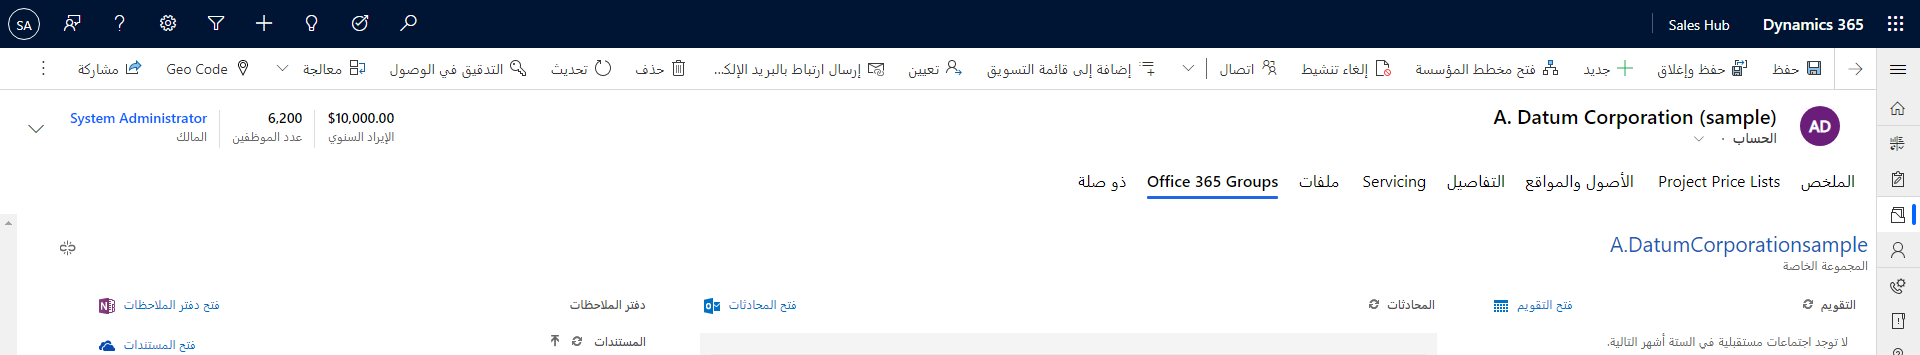 Dynamics 365
Sales Hub
SA
حفظ
حفظ وإغلاق
جديد
فتح مخطط المؤسسة
إلغاء تنشيط
اتصال
إضافة إلى قائمة التسويق
تعيين
إرسال ارتباط بالبريد الإلكـ...
حذف
تحديث
التدقيق في الوصول
معالجة
Geo Code
مشاركة
AD
A. Datum Corporation (sample)
الحساب ·
$10,000.00
الإيراد السنوي
6,200
عدد الموظفين
System Administrator
المالك
الملخص
Project Price Lists
الأصول والمواقع
التفاصيل
Servicing
ملفات
Office 365 Groups
ذو صلة
A.DatumCorporationsample
المجموعة الخاصة
التقويم
فتح التقويم
لا توجد اجتماعات مستقبلية في الستة أشهر التالية.
المحادثات
فتح المحادثات
دفتر الملاحظات
فتح دفتر الملاحظات
المستندات
فتح المستندات